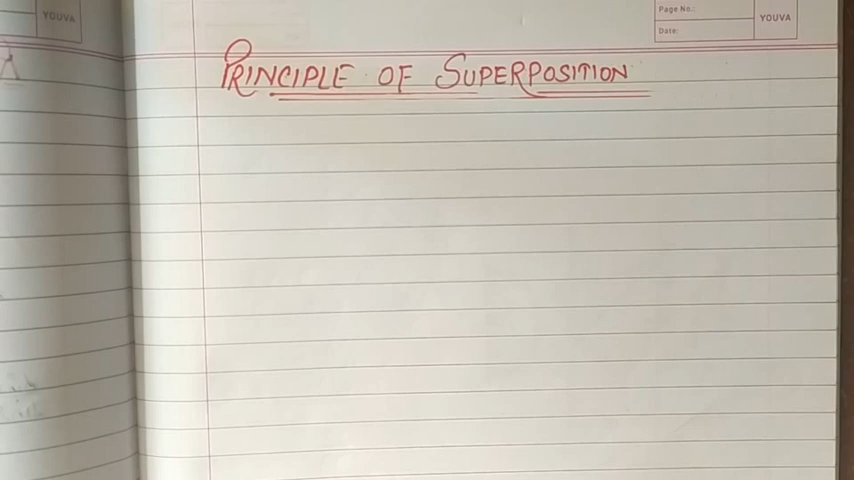 YOUVA
Page No.:
Date:
YOUVA
PRINCIPLE OF SUPERPOSITION